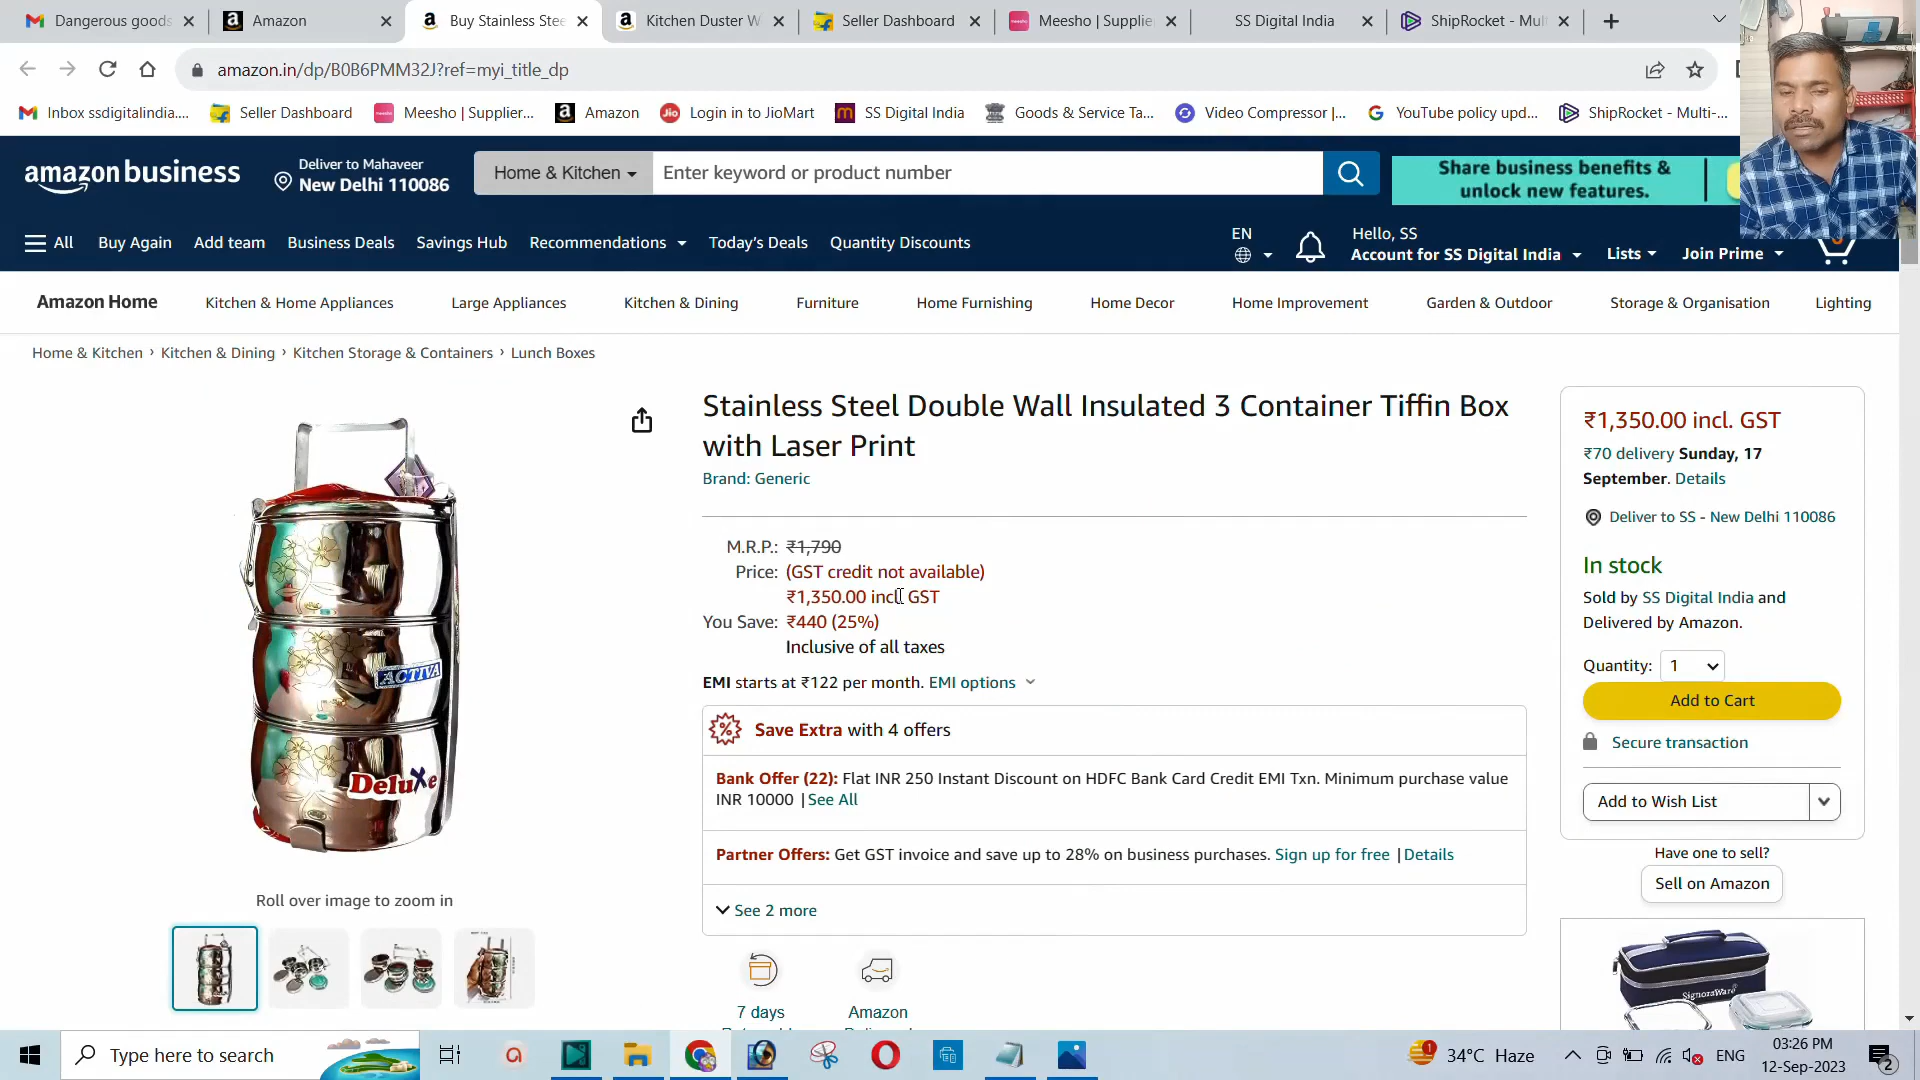 Dangerous goods
Amazon
Buy Stainless Stee
Kitchen Duster W
Seller Dashboard
Meesho | Supplie
SS Digital India
ShipRocket - Mul
amazon.in/dp/B0B6PMM32J?ref=myi_title_dp
Inbox ssdigitalindia....
Seller Dashboard
Meesho | Supplier...
Amazon
Login in to JioMart
SS Digital India
Goods & Service Ta...
Video Compressor |...
YouTube policy upd...
ShipRocket - Multi-...
amazon business
Deliver to Mahaveer
New Delhi 110086
Home & Kitchen
Enter keyword or product number
Share business benefits &
unlock new features.
All
Buy Again
Add team
Business Deals
Savings Hub
Recommendations
Today's Deals
Quantity Discounts
EN
Hello, SS
Account for SS Digital India
Lists
Join Prime
Amazon Home
Kitchen & Home Appliances
Large Appliances
Kitchen & Dining
Furniture
Home Furnishing
Home Decor
Home Improvement
Garden & Outdoor
Storage & Organisation
Lighting
Home & Kitchen › Kitchen & Dining › Kitchen Storage & Containers › Lunch Boxes
Stainless Steel Double Wall Insulated 3 Container Tiffin Box
with Laser Print
Brand: Generic
M.R.P.: ₹1,790
Price: (GST credit not available)
₹1,350.00 incl. GST
You Save: ₹440 (25%)
Inclusive of all taxes
EMI starts at ₹122 per month. EMI options
Save Extra with 4 offers
Bank Offer (22): Flat INR 250 Instant Discount on HDFC Bank Card Credit EMI Txn. Minimum purchase value
INR 10000 | See All
Partner Offers: Get GST invoice and save up to 28% on business purchases. Sign up for free | Details
See 2 more
7 days
Amazon
ACTIVA
Deluxe
Roll over image to zoom in
₹1,350.00 incl. GST
₹70 delivery Sunday, 17
September. Details
Deliver to SS - New Delhi 110086
In stock
Sold by SS Digital India and
Delivered by Amazon.
Quantity: 1
Add to Cart
Secure transaction
Add to Wish List
Have one to sell?
Sell on Amazon
SignoraWare
Type here to search
34°C Haze
ENG
03:26 PM
12-Sep-2023
2